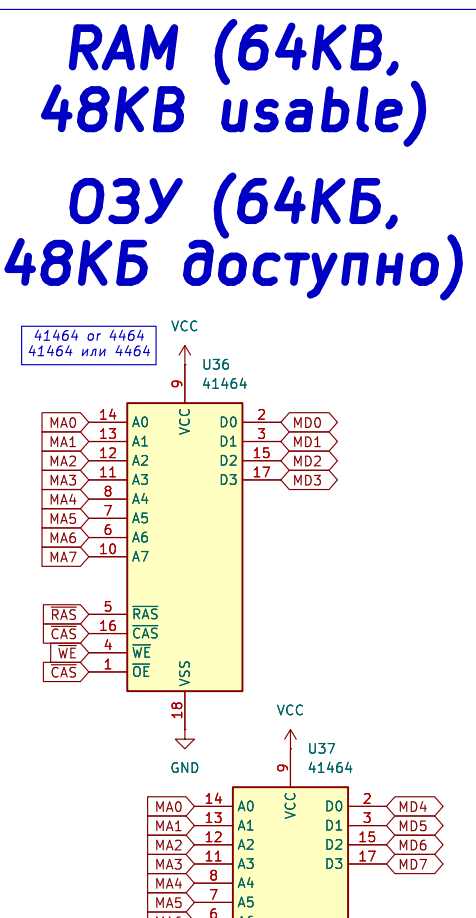 RAM (64KB,
48KB usable)
ОЗУ (64КБ,
48КБ доступно)
41464 or 4464
41464 или 4464
VCC
U36
41464
9
VCC
MA0 14 A0 D0 2 MD0
MA1 13 A1 D1 3 MD1
MA2 12 A2 D2 15 MD2
MA3 11 A3 D3 17 MD3
MA4 8 A4
MA5 7 A5
MA6 6 A6
MA7 10 A7
RAS 5 RAS
CAS 16 CAS
WE 4 WE
CAS 1 OE
VSS
18
GND
VCC
U37
41464
9
VCC
MA0 14 A0 D0 2 MD4
MA1 13 A1 D1 3 MD5
MA2 12 A2 D2 15 MD6
MA3 11 A3 D3 17 MD7
MA4 8 A4
MA5 7 A5
6